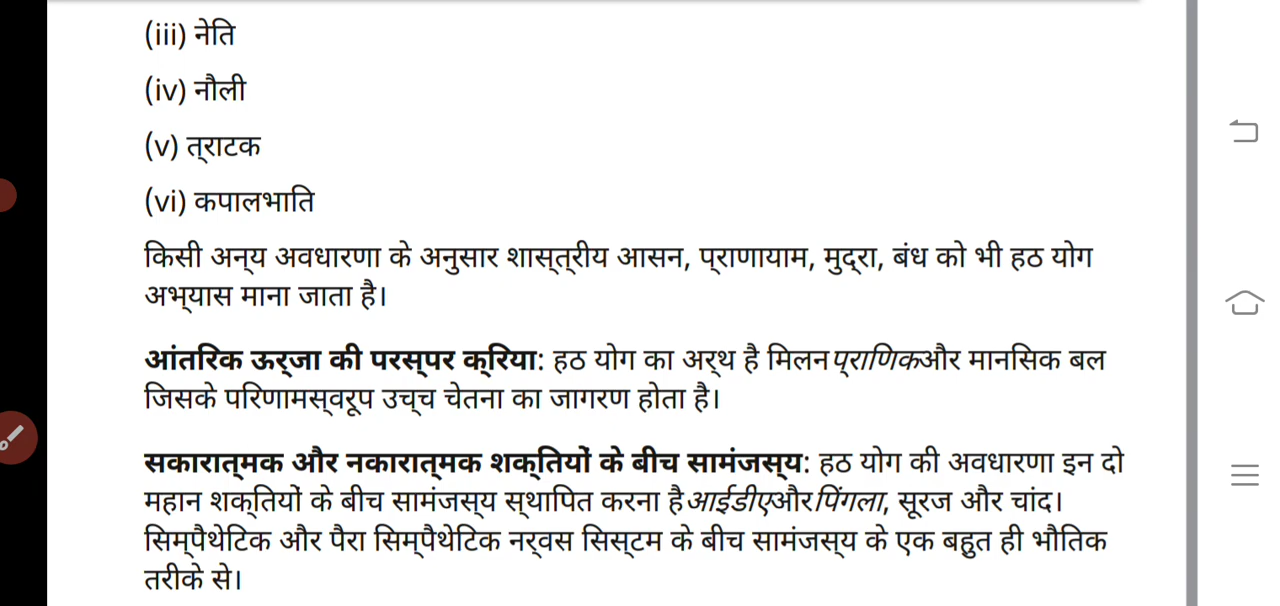 (iii) नेति
(iv) नौली
(v) त्राटक
(vi) कपालभाति
किसी अन्य अवधारणा के अनुसार शास्त्रीय आसन, प्राणायाम, मुद्रा, बंध को भी हठ योग
अभ्यास माना जाता है।
आंतरिक ऊर्जा की परस्पर क्रिया: हठ योग का अर्थ है मिलनप्राणिकऔर मानसिक बल
जिसके परिणामस्वरूप उच्च चेतना का जागरण होता है।
सकारात्मक और नकारात्मक शक्तियों के बीच सामंजस्य: हठ योग की अवधारणा इन दो
महान शक्तियों के बीच सामंजस्य स्थापित करना हैआईडीएऔरपिंगला, सूरज और चांद।
सिम्पैथेटिक और पैरा सिम्पैथेटिक नर्वस सिस्टम के बीच सामंजस्य के एक बहुत ही भौतिक
तरीके से।